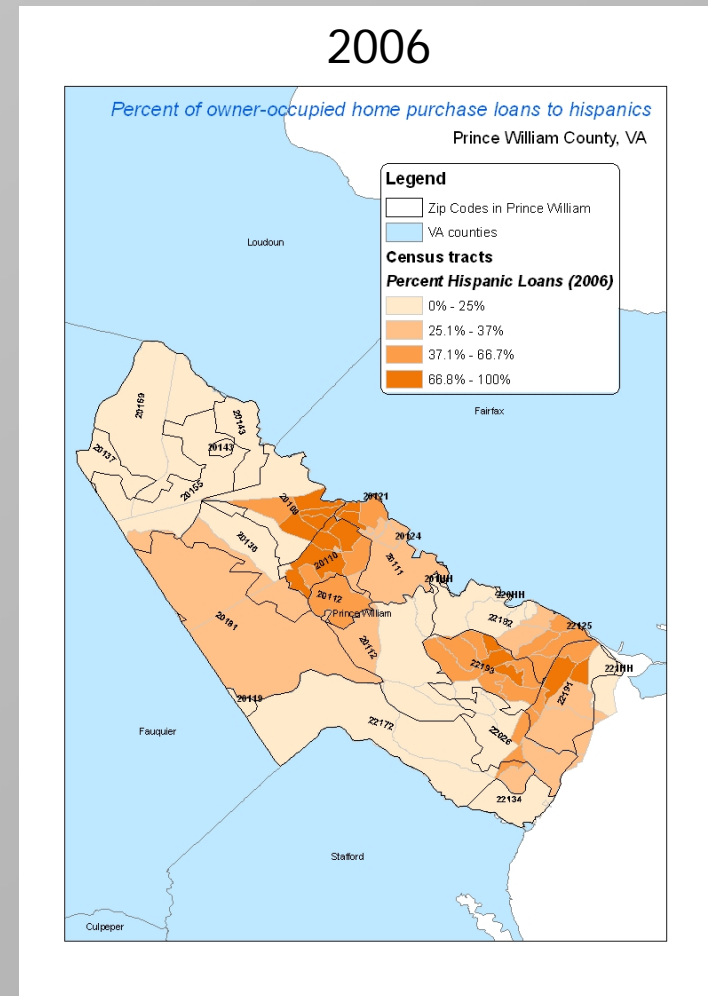 2006
Percent of owner-occupied home purchase loans to hispanics
Prince William County, VA
Legend
Zip Codes in Prince William
VA counties
Census tracts
Percent Hispanic Loans (2006)
0% - 25%
25.1% - 37%
37.1% - 66.7%
66.8% - 100%
Loudoun
Fairfax
20169
20143
20143
20137
20155
20109
20121
20136
20124
20110
20111
201HH
220HH
20112
Prince William
22192
22125
20181
20112
22193
221HH
22191
20119
22172
22026
Fauquier
22134
Stafford
Culpeper